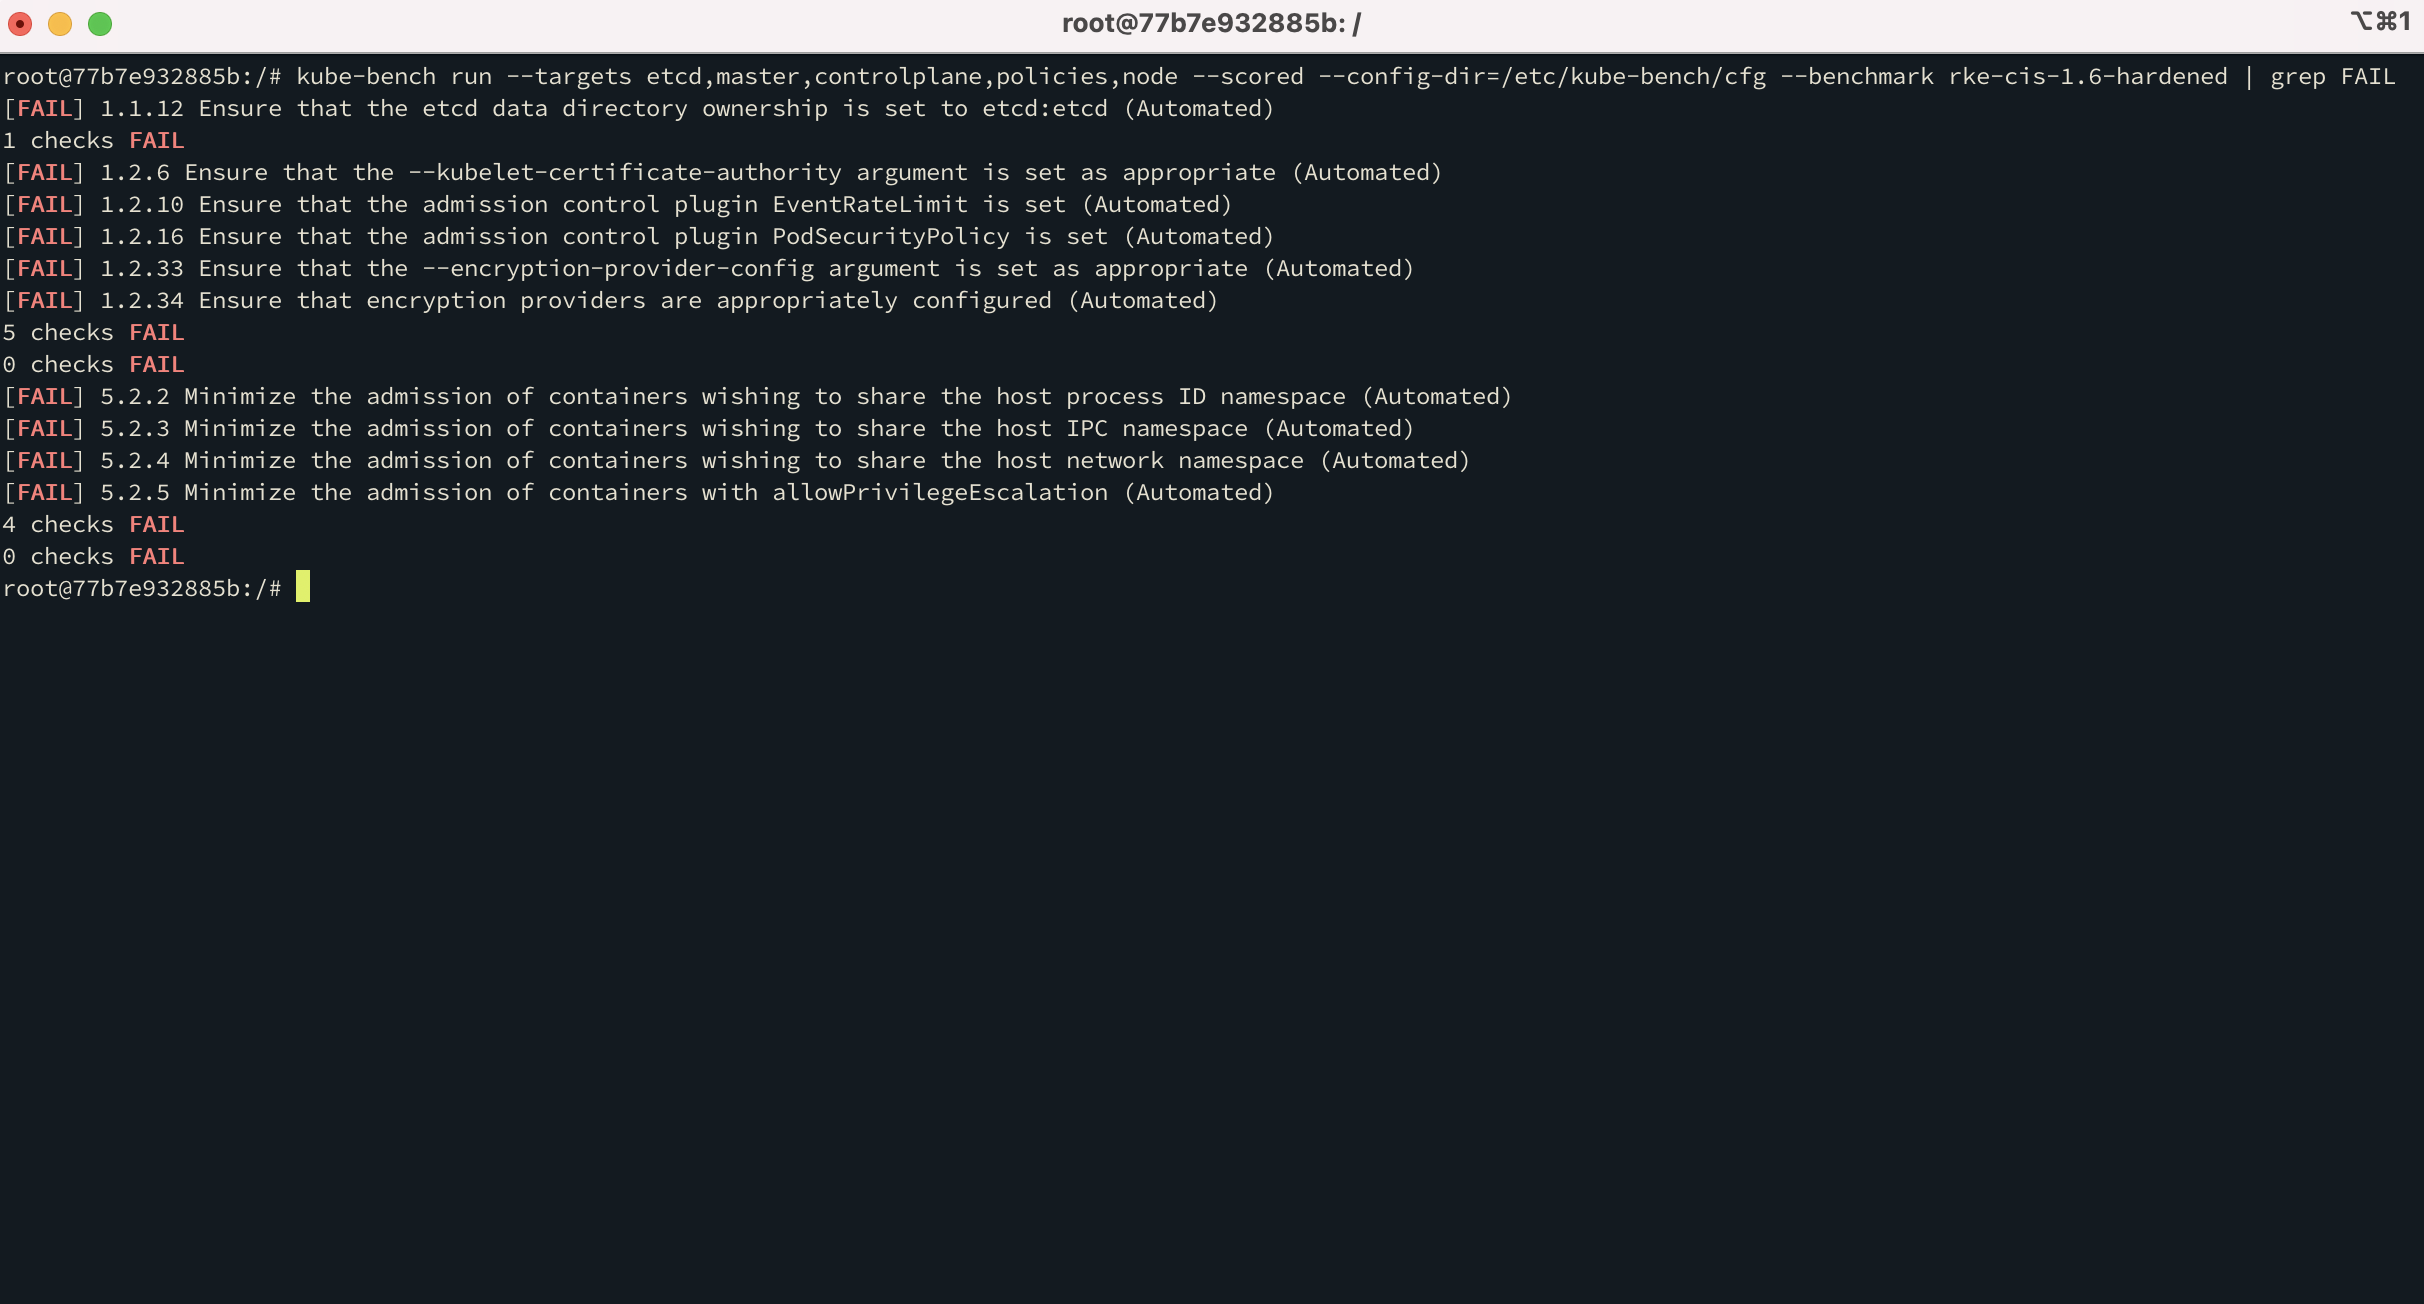 root@77b7e932885b: /
⌥⌘1
root@77b7e932885b:/# kube-bench run --targets etcd,master,controlplane,policies,node --scored --config-dir=/etc/kube-bench/cfg --benchmark rke-cis-1.6-hardened | grep FAIL
[FAIL] 1.1.12 Ensure that the etcd data directory ownership is set to etcd:etcd (Automated)
1 checks FAIL
[FAIL] 1.2.6 Ensure that the --kubelet-certificate-authority argument is set as appropriate (Automated)
[FAIL] 1.2.10 Ensure that the admission control plugin EventRateLimit is set (Automated)
[FAIL] 1.2.16 Ensure that the admission control plugin PodSecurityPolicy is set (Automated)
[FAIL] 1.2.33 Ensure that the --encryption-provider-config argument is set as appropriate (Automated)
[FAIL] 1.2.34 Ensure that encryption providers are appropriately configured (Automated)
5 checks FAIL
0 checks FAIL
[FAIL] 5.2.2 Minimize the admission of containers wishing to share the host process ID namespace (Automated)
[FAIL] 5.2.3 Minimize the admission of containers wishing to share the host IPC namespace (Automated)
[FAIL] 5.2.4 Minimize the admission of containers wishing to share the host network namespace (Automated)
[FAIL] 5.2.5 Minimize the admission of containers with allowPrivilegeEscalation (Automated)
4 checks FAIL
0 checks FAIL
root@77b7e932885b:/#